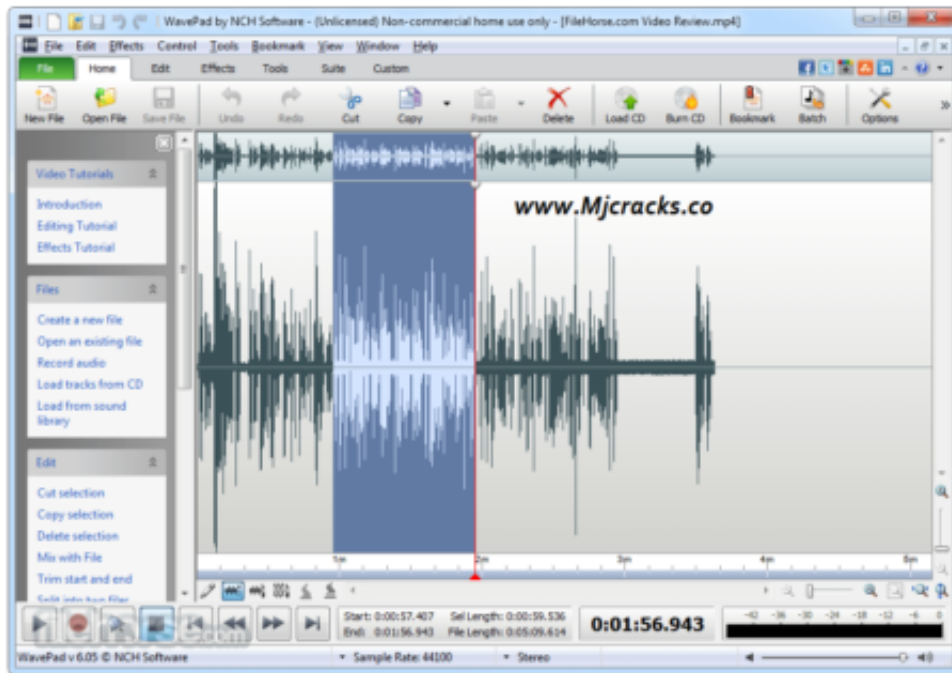 WavePad by NCH Software - (Unlicensed) Non-commercial home use only - [FileHorse.com Video Review.mp4]
File Edit Effects Control Tools Bookmark View Window Help
File Home Edit Effects Tools Suite Custom
New File Open File Save File Undo Redo Cut Copy Paste Delete Load CD Burn CD Bookmark Batch Options
www.Mjcracks.co
Video Tutorials
Introduction
Editing Tutorial
Effects Tutorial
Files
Create a new file
Open an existing file
Record audio
Load tracks from CD
Load from sound
library
Edit
Cut selection
Copy selection
Delete selection
Mix with File
Trim start and end
Split into two files
1m 2m 3m 4m 5m
Start: 0:00:57.407 Sel Length: 0:00:59.536
End: 0:01:56.943 File Length: 0:05:09.614
0:01:56.943
-42 -36 -30 -24 -18 -12 -6 0
WavePad v 6.05 © NCH Software Sample Rate: 44100 Stereo